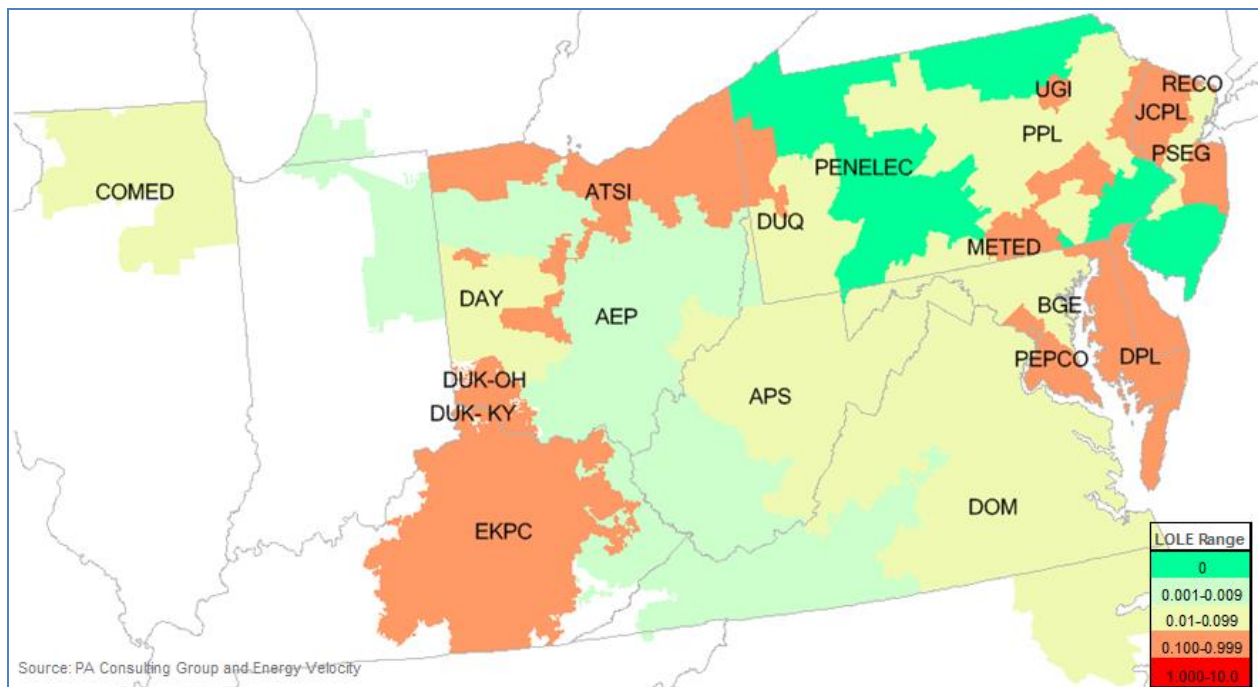 UGI
RECO
JCPL
PPL
PSEG
PENELEC
COMED
ATSI
DUQ
METED
DAY
AEP
BGE
PEPCO
DPL
DUK-OH
DUK- KY
APS
DOM
EKPC
LOLE Range
0
0.001-0.009
0.01-0.099
0.100-0.999
1.000-10.0
Source: PA Consulting Group and Energy Velocity